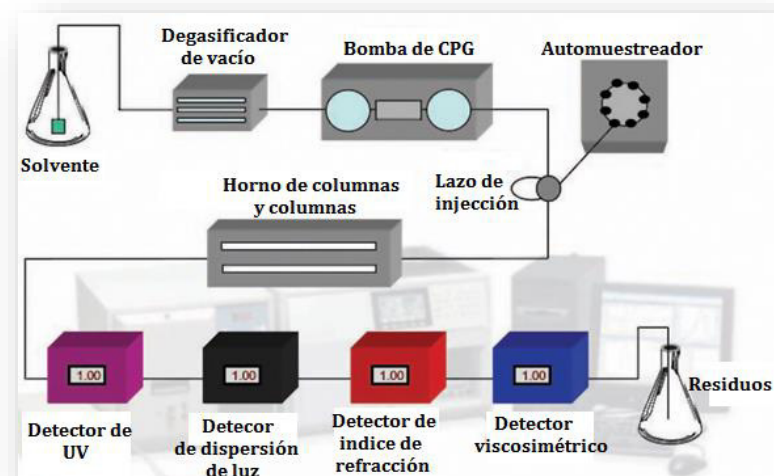 Degasificador
de vacío
Bomba de CPG
Automuestreador
Solvente
Lazo de
injección
Horno de columnas
y columnas
1.00
1.00
1.00
1.00
Residuos
Detector de
UV
Detecor
de dispersión
de luz
Detector de
indice de
refracción
Detector
viscosimétrico